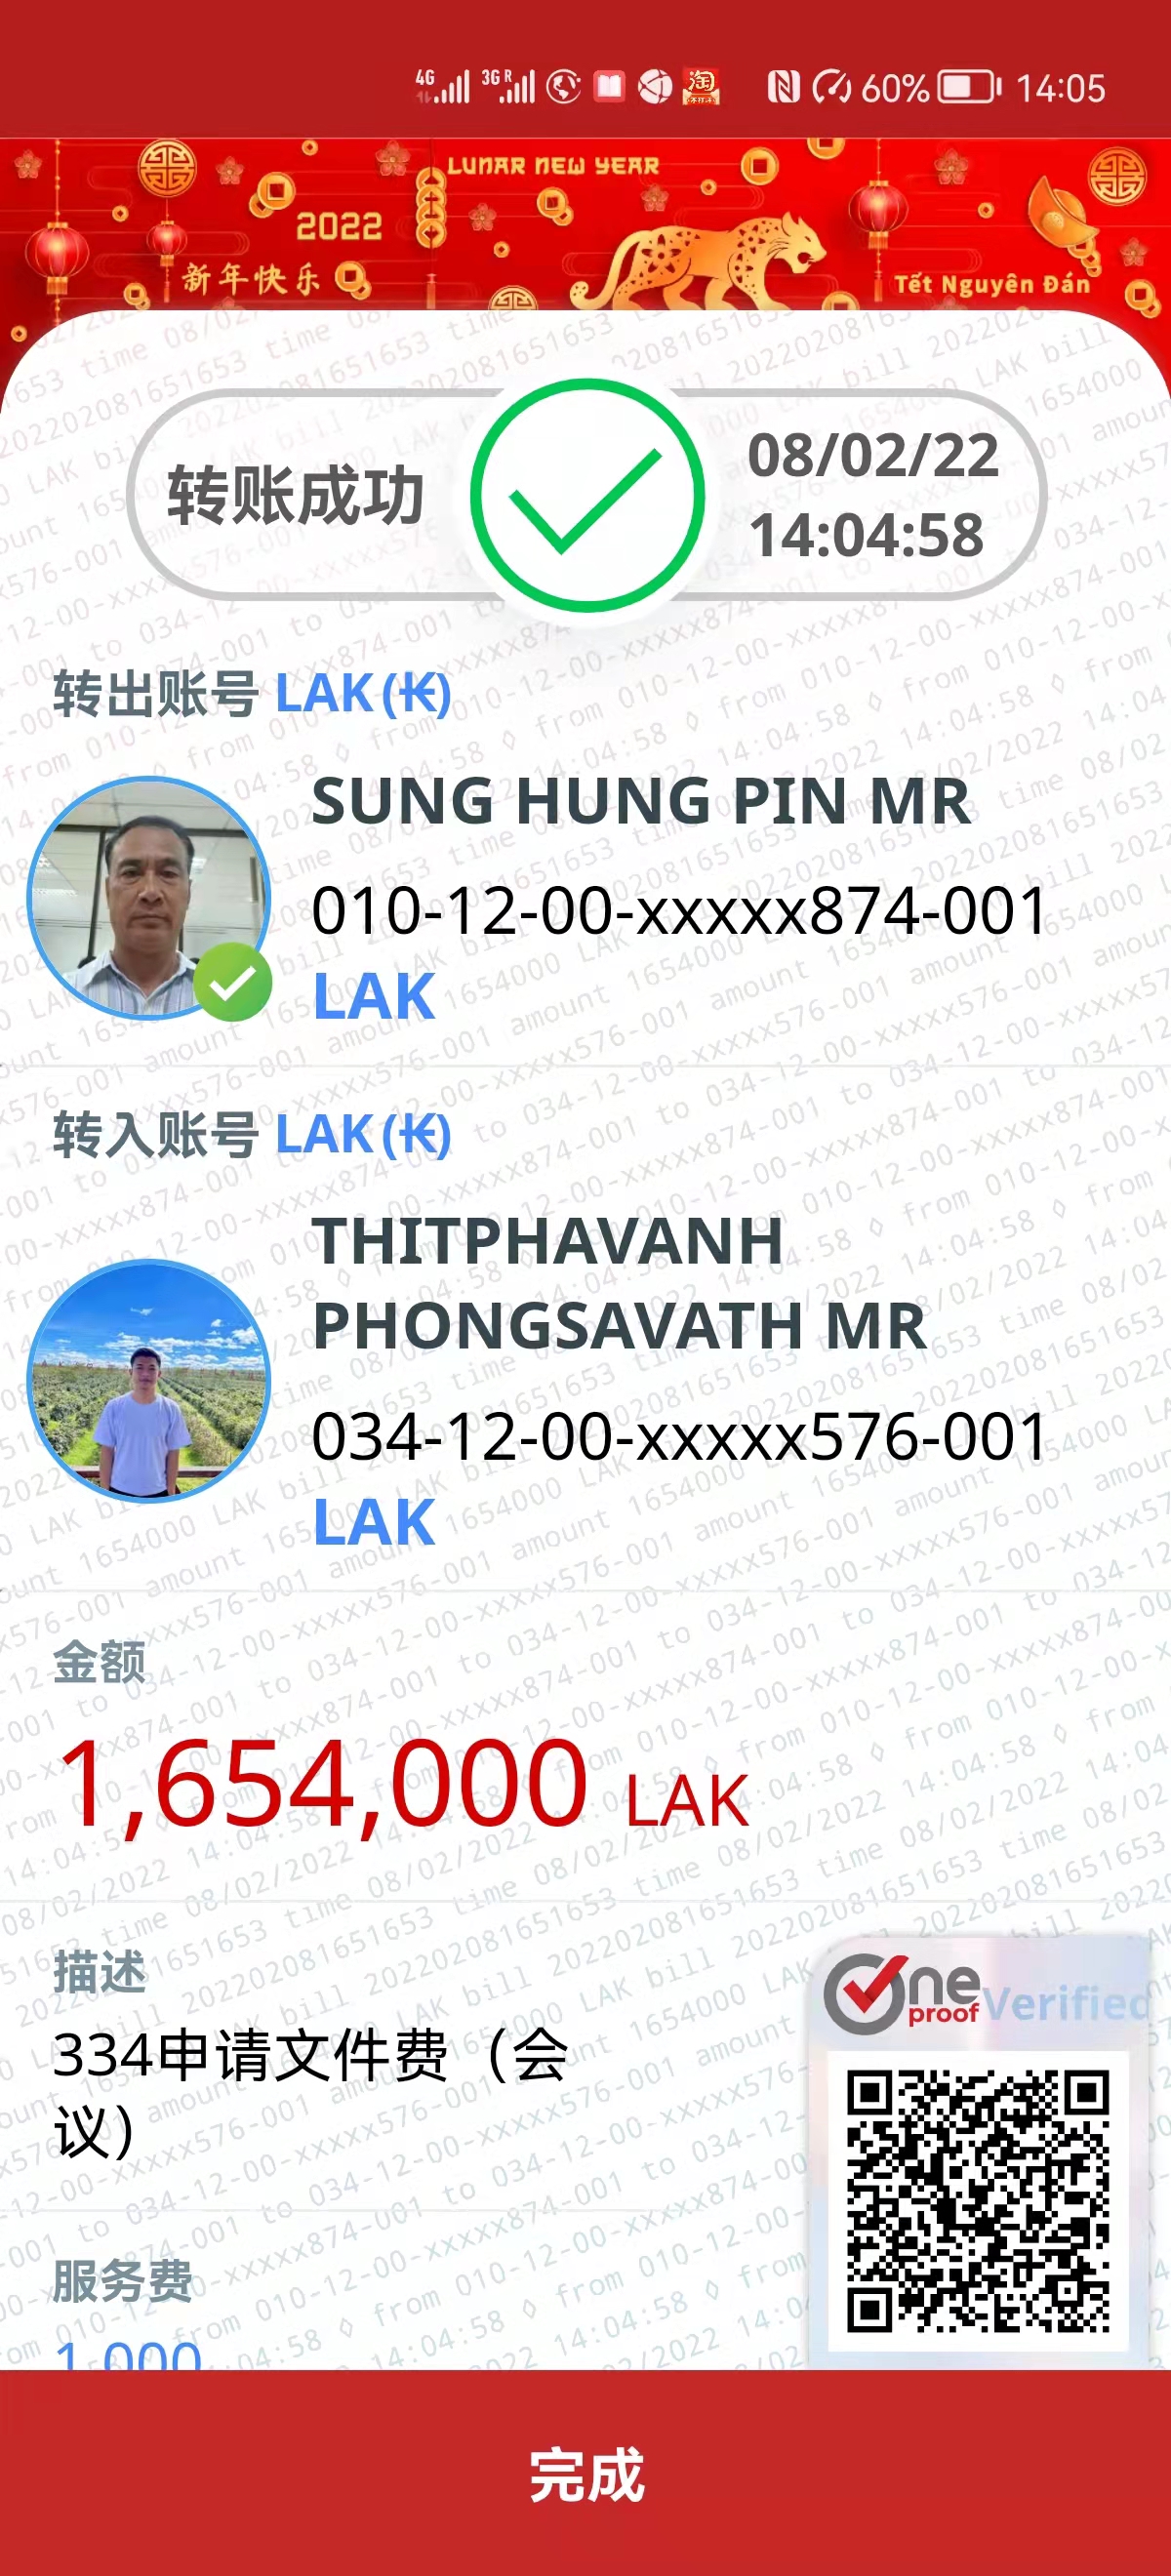 4G 3G R 60% 14:05
LUNAR NEW YEAR
2022
新年快乐
Tết Nguyên Đán
转账成功
08/02/22
14:04:58
转出账号 LAK (₭)
SUNG HUNG PIN MR
010-12-00-xxxxx874-001
LAK
转入账号 LAK (₭)
THITPHAVANH
PHONGSAVATH MR
034-12-00-xxxxx576-001
LAK
金额
1,654,000 LAK
描述
334申请文件费（会
议）
One proof Verified
服务费
1,000
完成